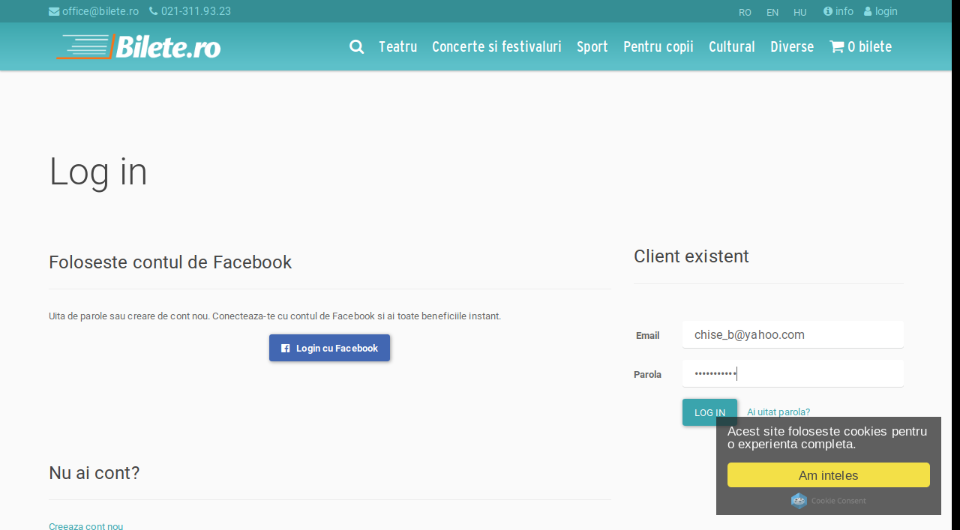 office@bilete.ro 021-311.93.23 RO EN HU info login
Bilete.ro Teatru Concerte si festivaluri Sport Pentru copii Cultural Diverse 0 bilete
Log in
Foloseste contul de Facebook
Uita de parole sau creare de cont nou. Conecteaza-te cu contul de Facebook si ai toate beneficiile instant.
Login cu Facebook
Nu ai cont?
Creeaza cont nou
Client existent
Email chise_b@yahoo.com
Parola •••••••••••
LOG IN Ai uitat parola?
Acest site foloseste cookies pentru
o experienta completa.
Am inteles
Cookie Consent